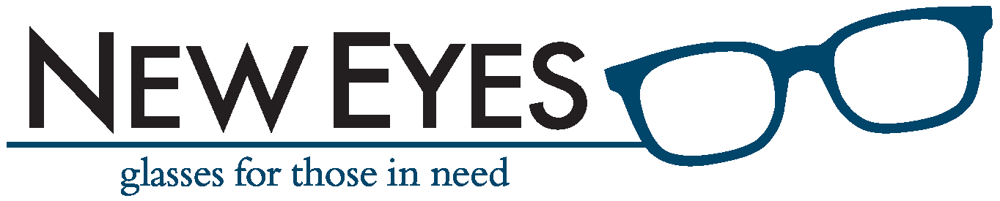 NEW EYES
glasses for those in need